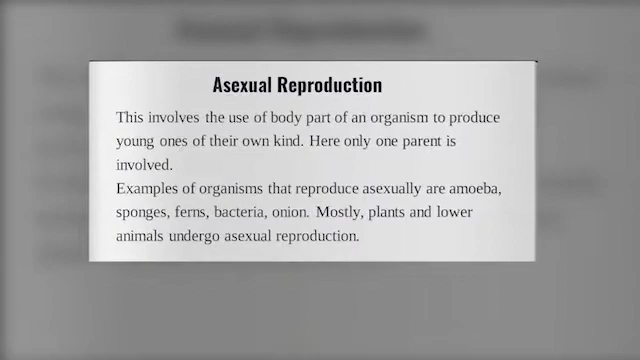 Asexual Reproduction
This involves the use of body part of an organism to produce
young ones of their own kind. Here only one parent is
involved.
Examples of organisms that reproduce asexually are amoeba,
sponges, ferns, bacteria, onion. Mostly, plants and lower
animals undergo asexual reproduction.